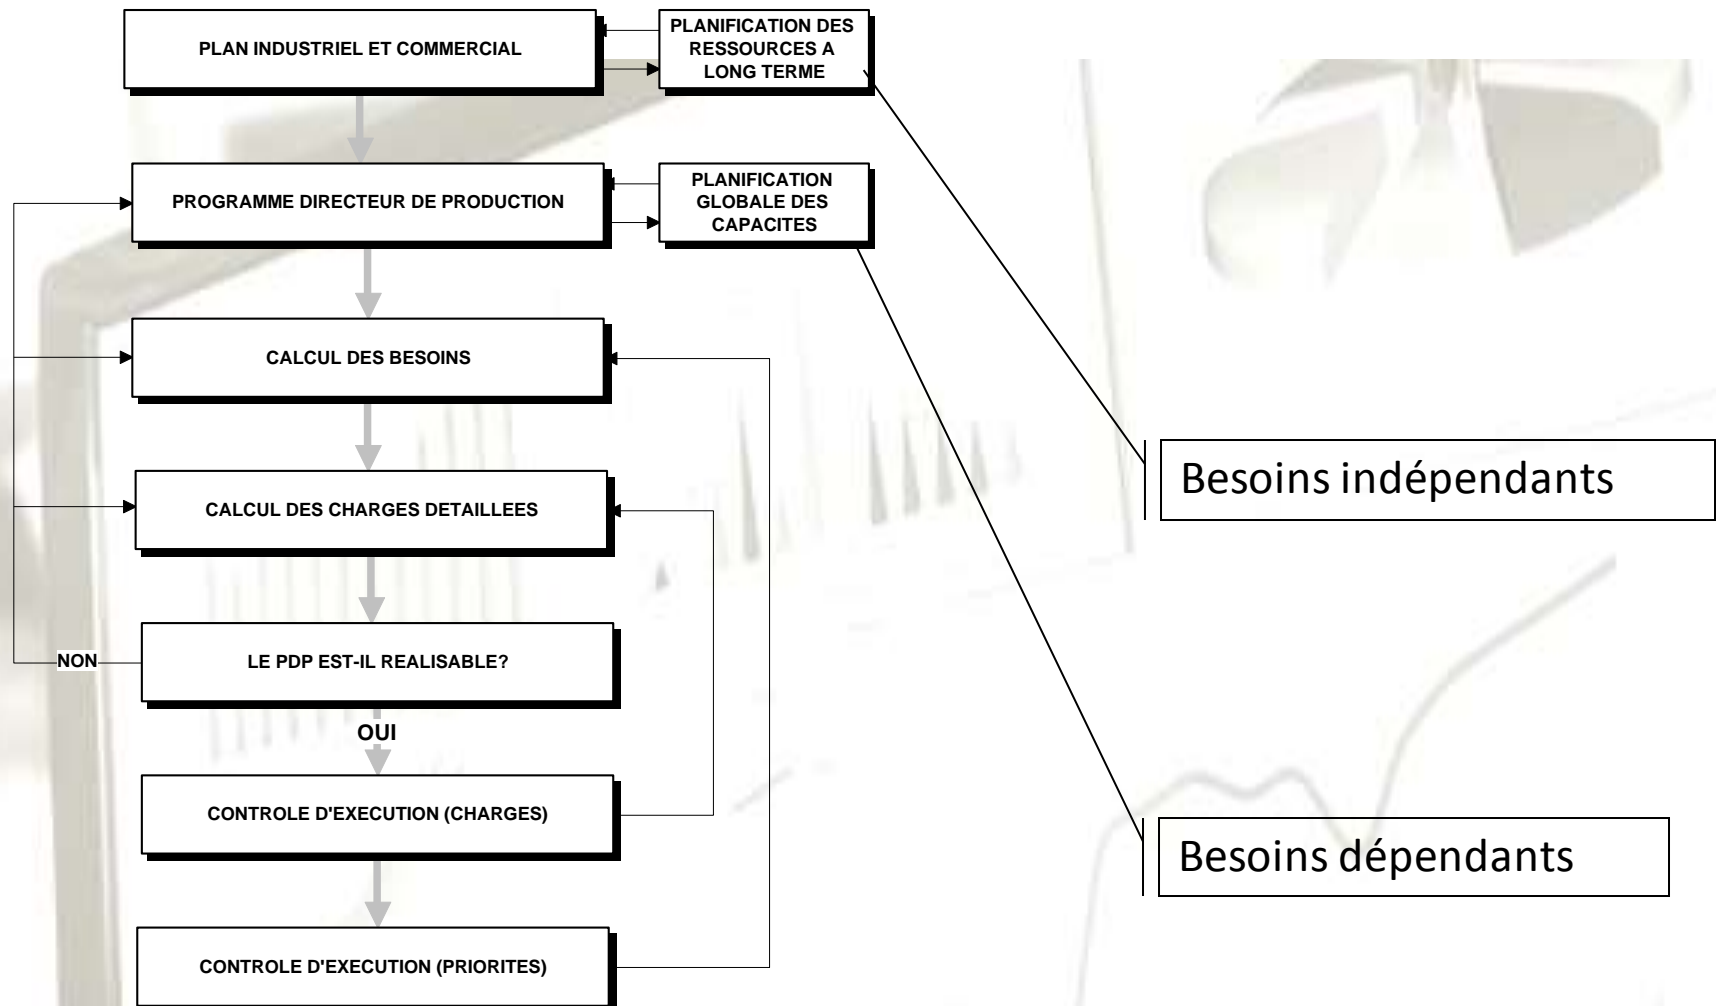 PLAN INDUSTRIEL ET COMMERCIAL
PLANIFICATION DES
RESSOURCES A
LONG TERME
PROGRAMME DIRECTEUR DE PRODUCTION
PLANIFICATION
GLOBALE DES
CAPACITES
CALCUL DES BESOINS
CALCUL DES CHARGES DETAILLEES
Besoins indépendants
NON
LE PDP EST-IL REALISABLE?
OUI
CONTROLE D'EXECUTION (CHARGES)
Besoins dépendants
CONTROLE D'EXECUTION (PRIORITES)